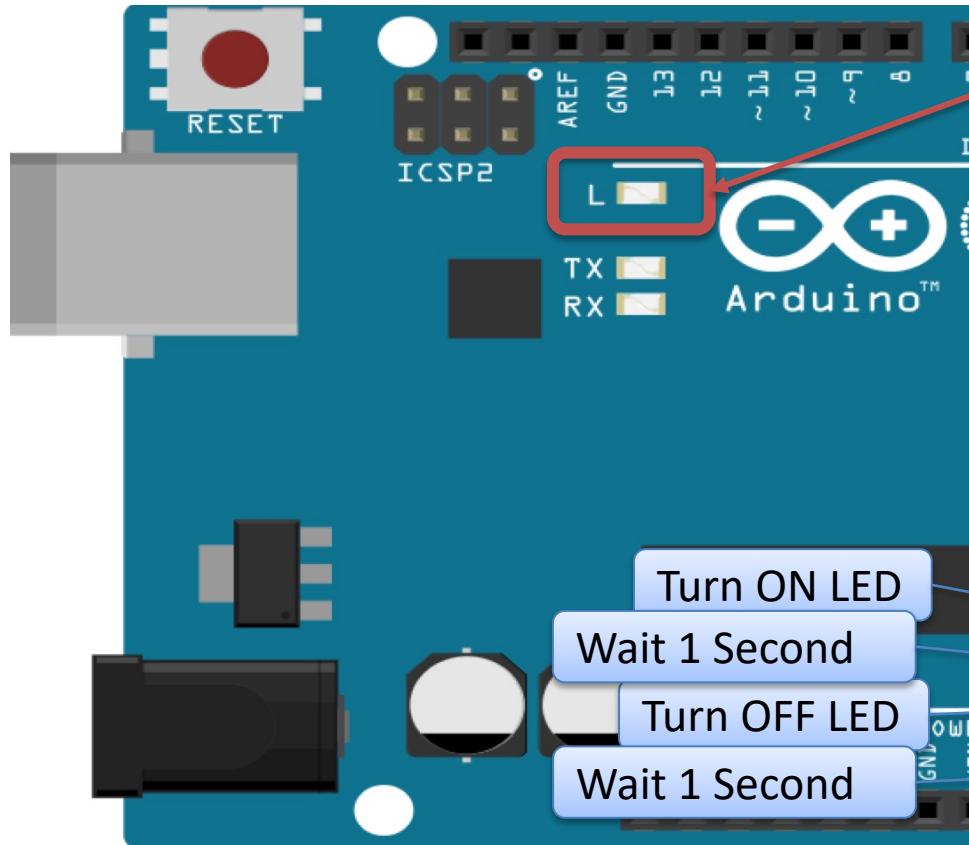 RESET
ICSP2
AREF
GND
13
12
~11
~10
~9
8
L
TX
RX
Arduino™
Turn ON LED
Wait 1 Second
Turn OFF LED
Wait 1 Second
GND